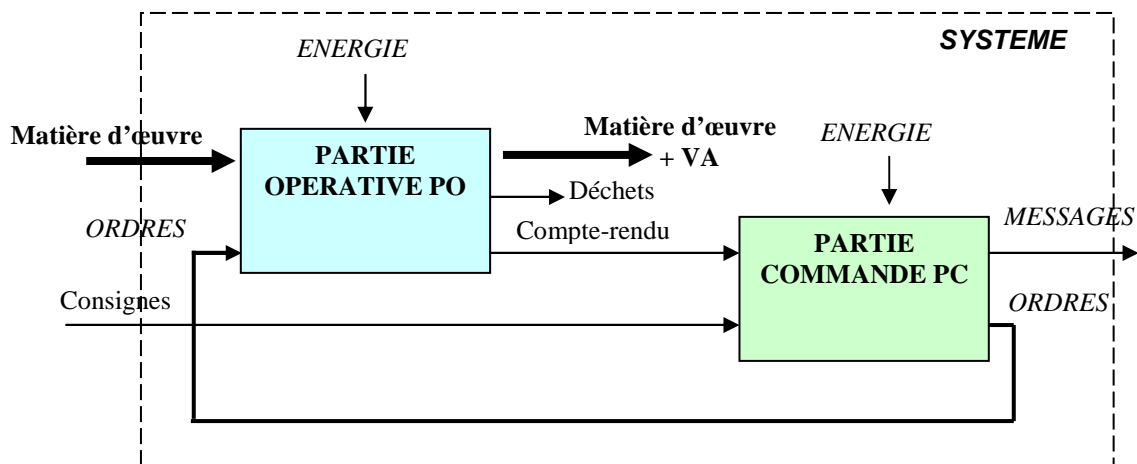 SYSTEME
ENERGIE
Matière d’œuvre
PARTIE
OPERATIVE PO
Matière d’œuvre
+ VA
ENERGIE
Déchets
ORDRES
Compte-rendu
PARTIE
COMMANDE PC
MESSAGES
Consignes
ORDRES